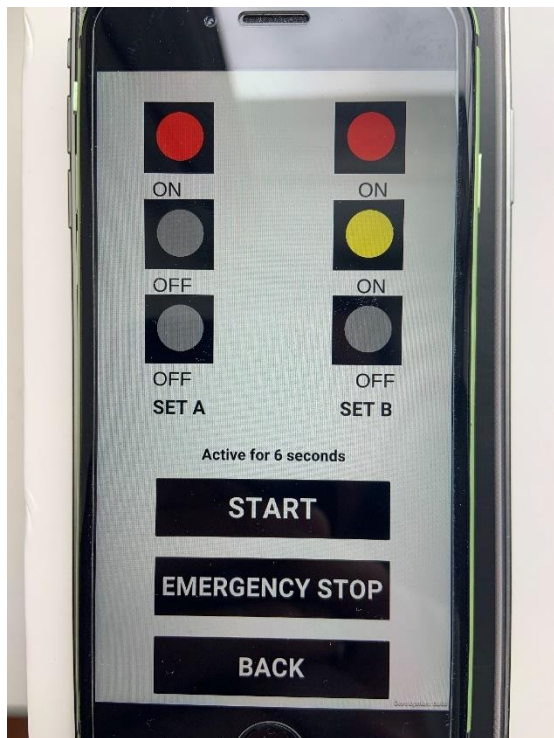 ON ON
OFF ON
OFF OFF
SET A SET B
Active for 6 seconds
START
EMERGENCY STOP
BACK